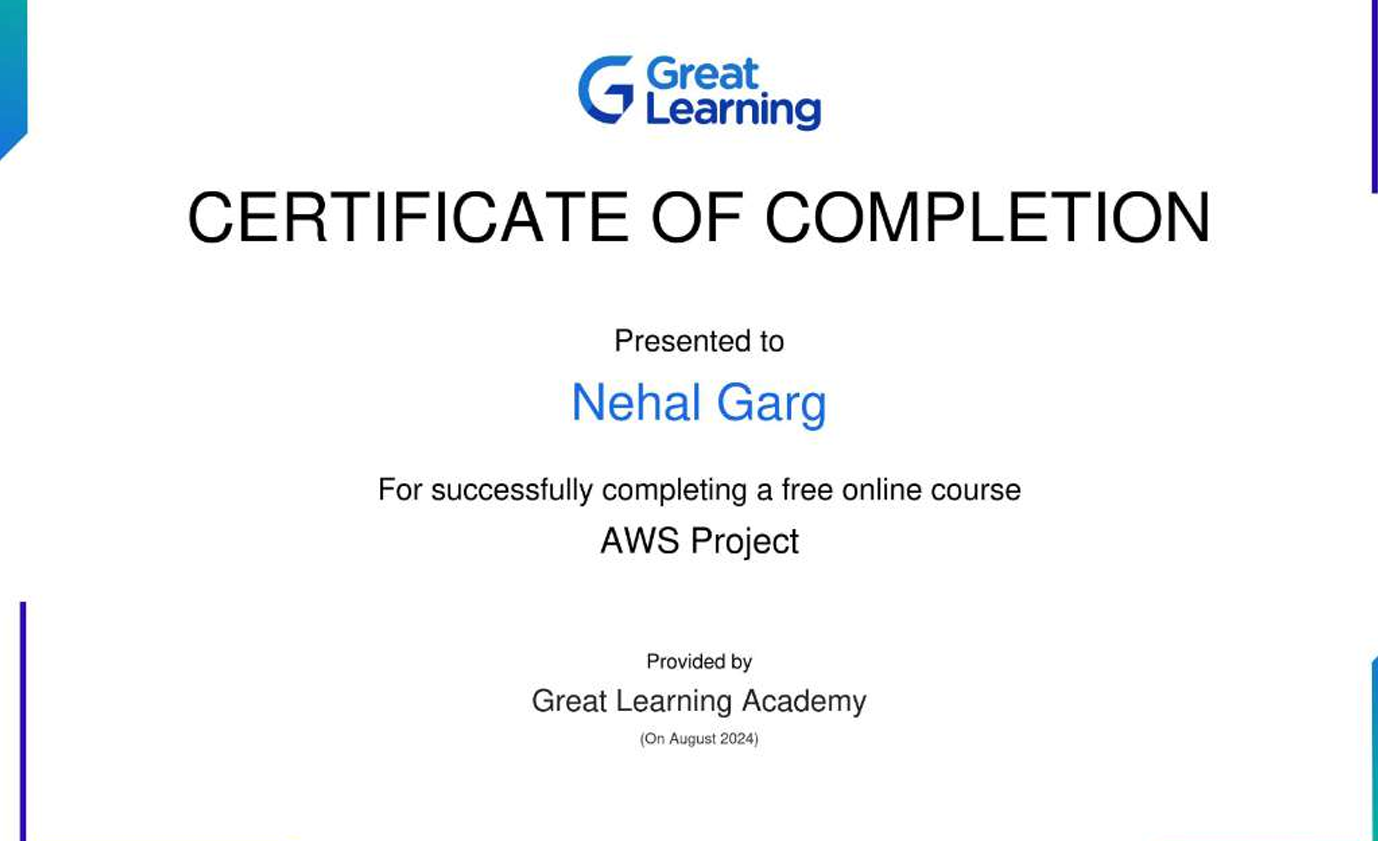 Great
Learning
CERTIFICATE OF COMPLETION
Presented to
Nehal Garg
For successfully completing a free online course
AWS Project
Provided by
Great Learning Academy
(On August 2024)